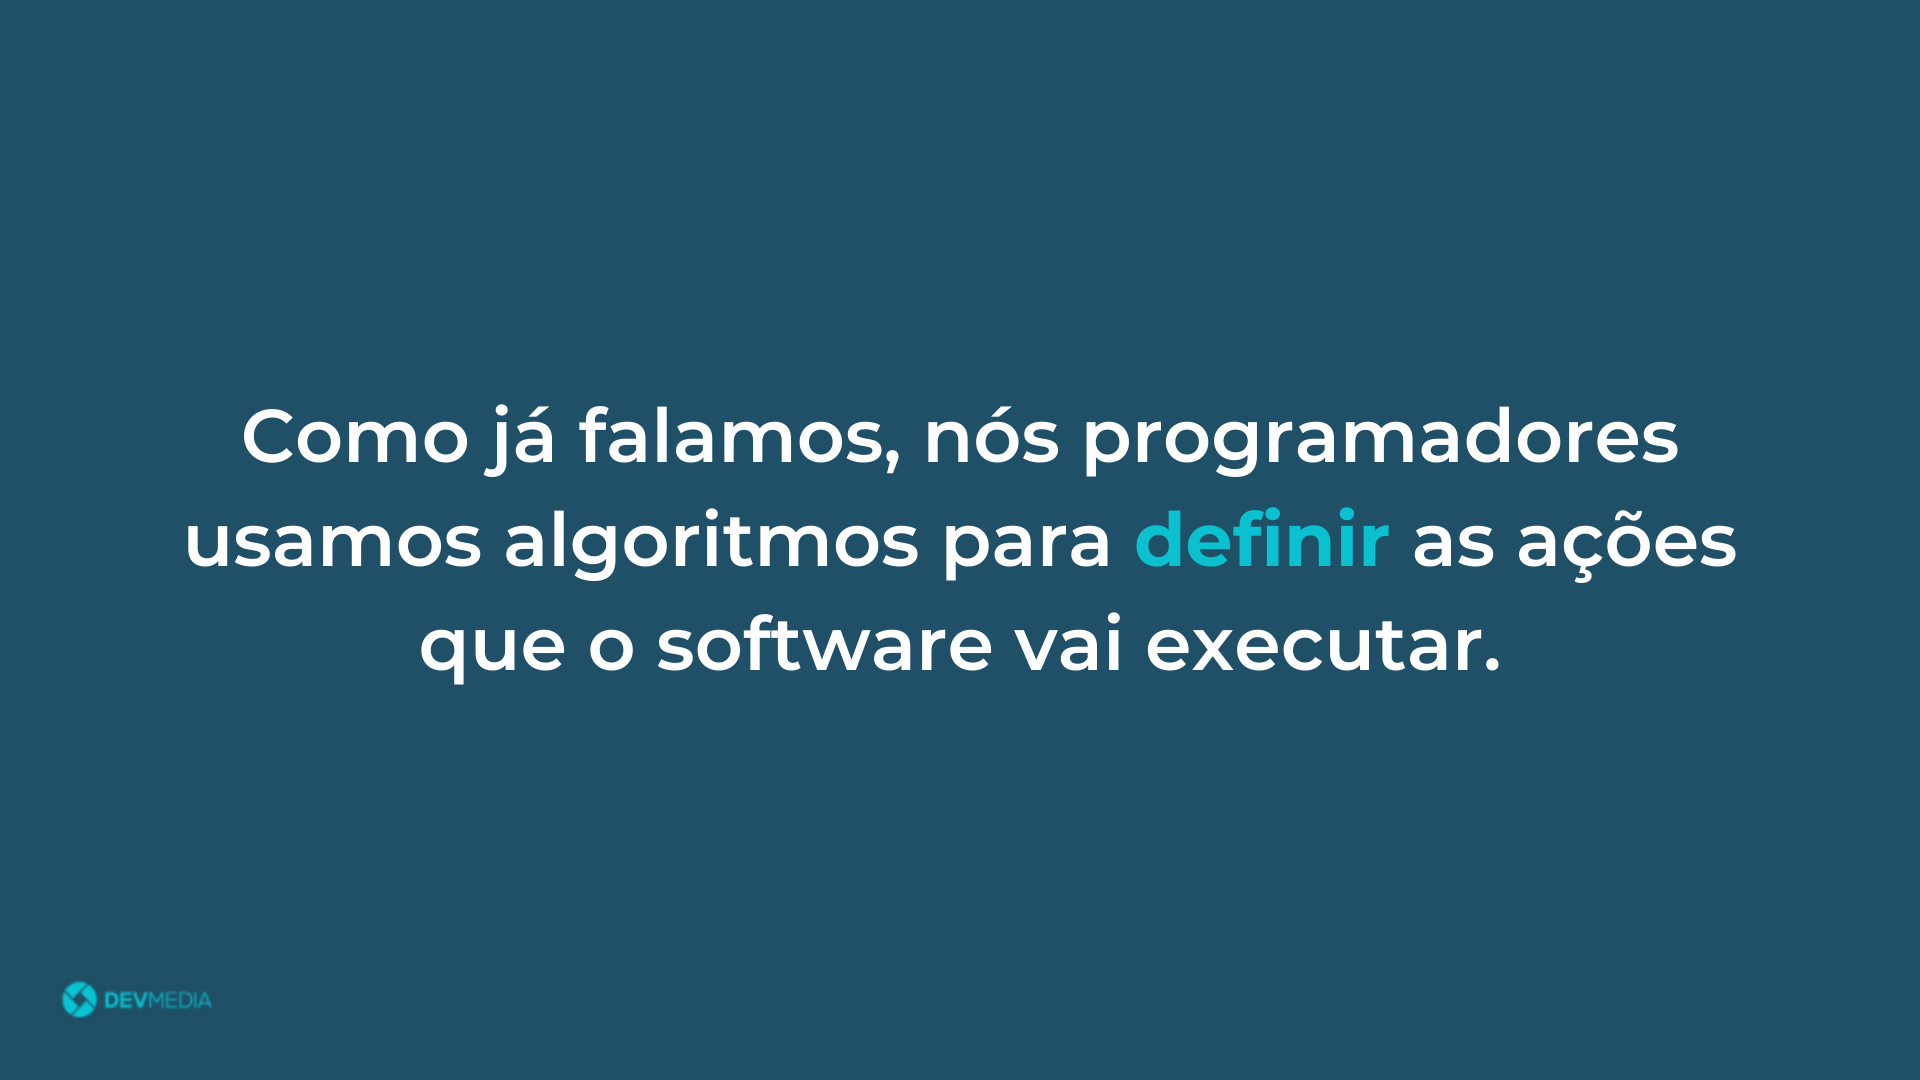 Como já falamos, nós programadores
usamos algoritmos para definir as ações
que o software vai executar.
DEVMEDIA